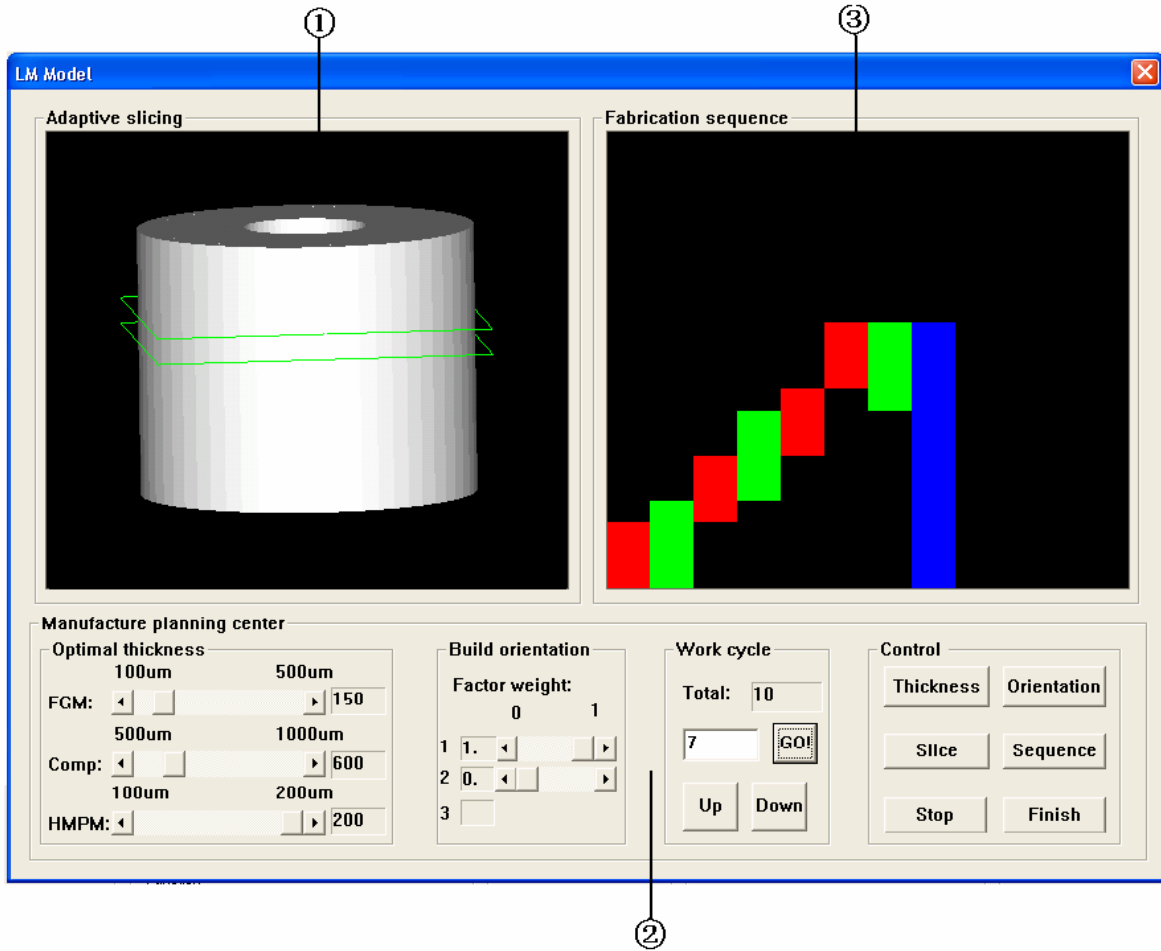 ① ③
LM Model
Adaptive slicing
Fabrication sequence
Manufacture planning center
Optimal thickness
100um 500um
FGM: 150
500um 1000um
Comp: 600
100um 200um
HMPM: 200
Build orientation
Factor weight:
0 1
1 1.
2 0.
3
Work cycle
Total: 10
7 GO!
Up Down
Control
Thickness Orientation
Slice Sequence
Stop Finish
②